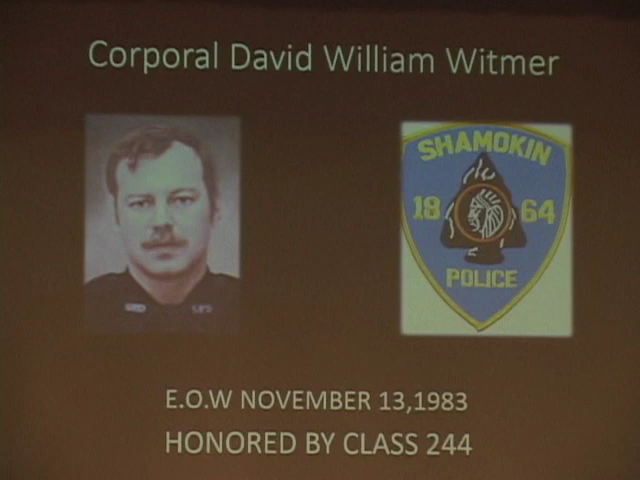 Corporal David William Witmer
SHAMOKIN
18 64
POLICE
E.O.W NOVEMBER 13,1983
HONORED BY CLASS 244